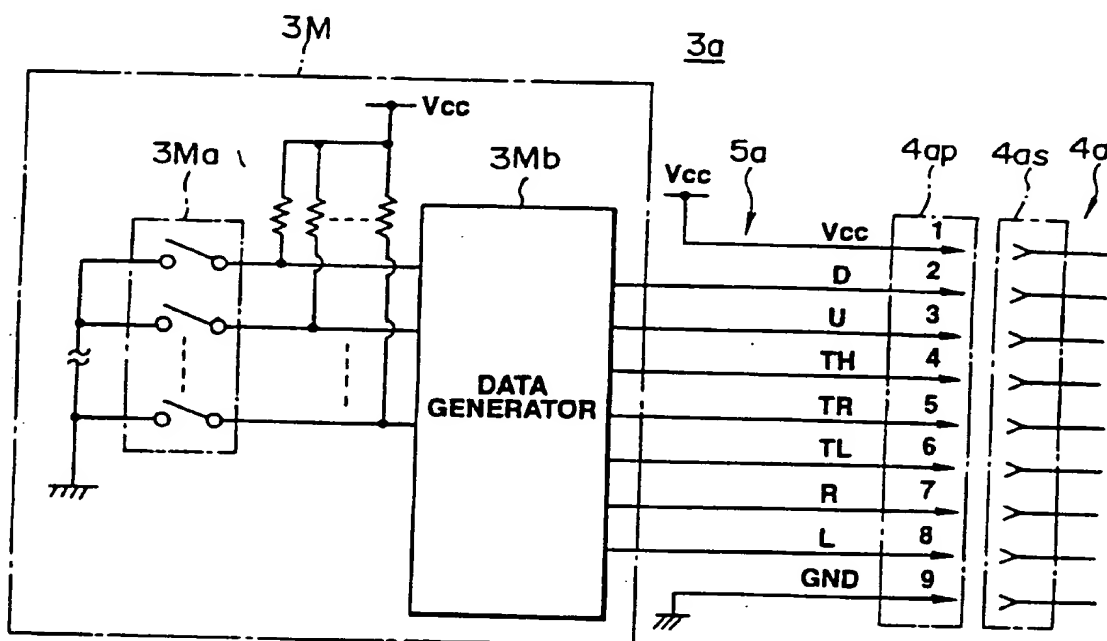 3M
3a
Vcc
3Ma
3Mb
5a
4ap
4as
4a
Vcc
Vcc 1
D 2
U 3
TH 4
DATA
GENERATOR
TR 5
TL 6
R 7
L 8
GND 9